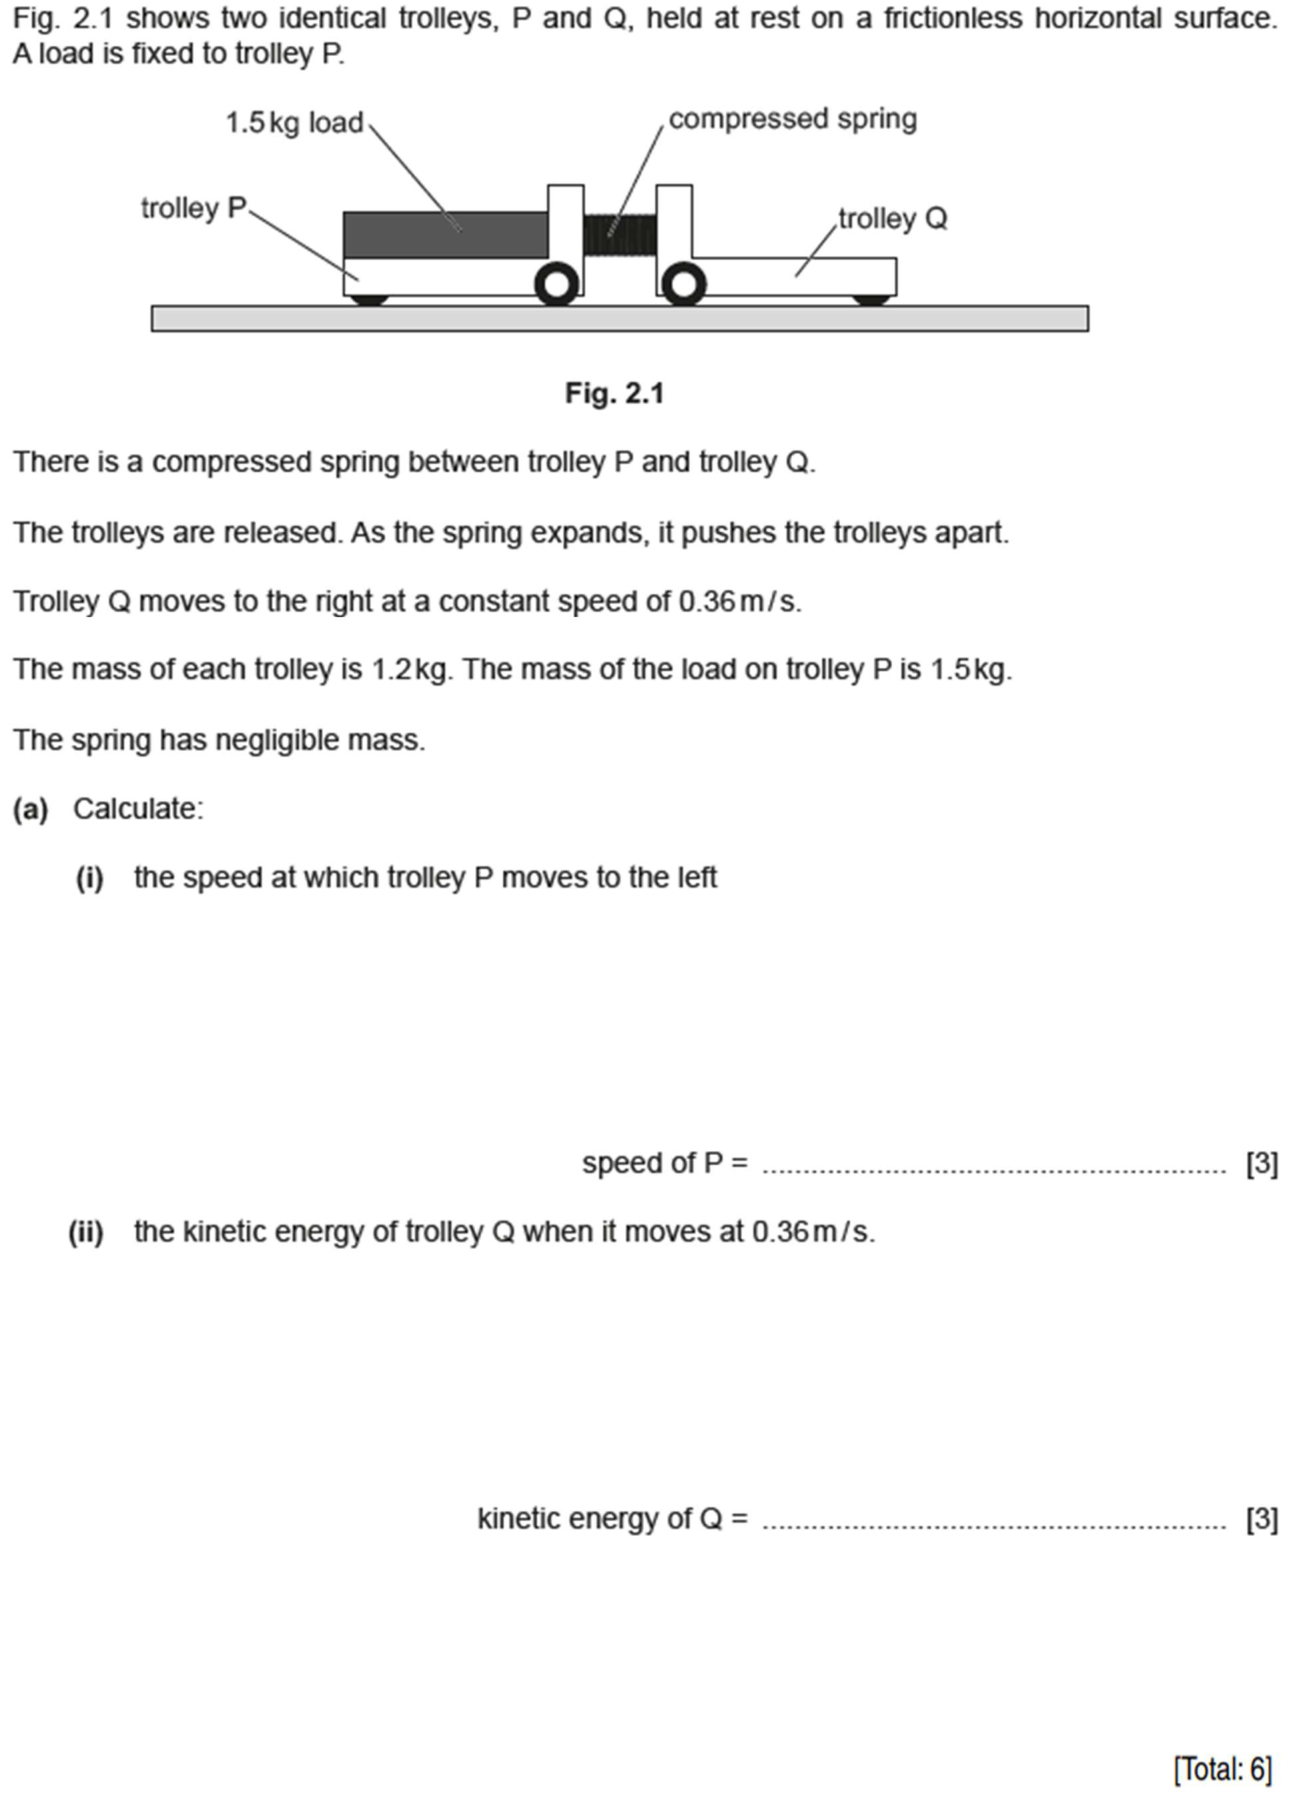 Fig. 2.1 shows two identical trolleys, P and Q, held at rest on a frictionless horizontal surface.
A load is fixed to trolley P.
1.5 kg load
compressed spring
trolley P
trolley Q
Fig. 2.1
There is a compressed spring between trolley P and trolley Q.
The trolleys are released. As the spring expands, it pushes the trolleys apart.
Trolley Q moves to the right at a constant speed of 0.36 m/s.
The mass of each trolley is 1.2 kg. The mass of the load on trolley P is 1.5 kg.
The spring has negligible mass.
(a) Calculate:
(i) the speed at which trolley P moves to the left
speed of P = ........................................................ [3]
(ii) the kinetic energy of trolley Q when it moves at 0.36 m/s.
kinetic energy of Q = ........................................................ [3]
[Total: 6]